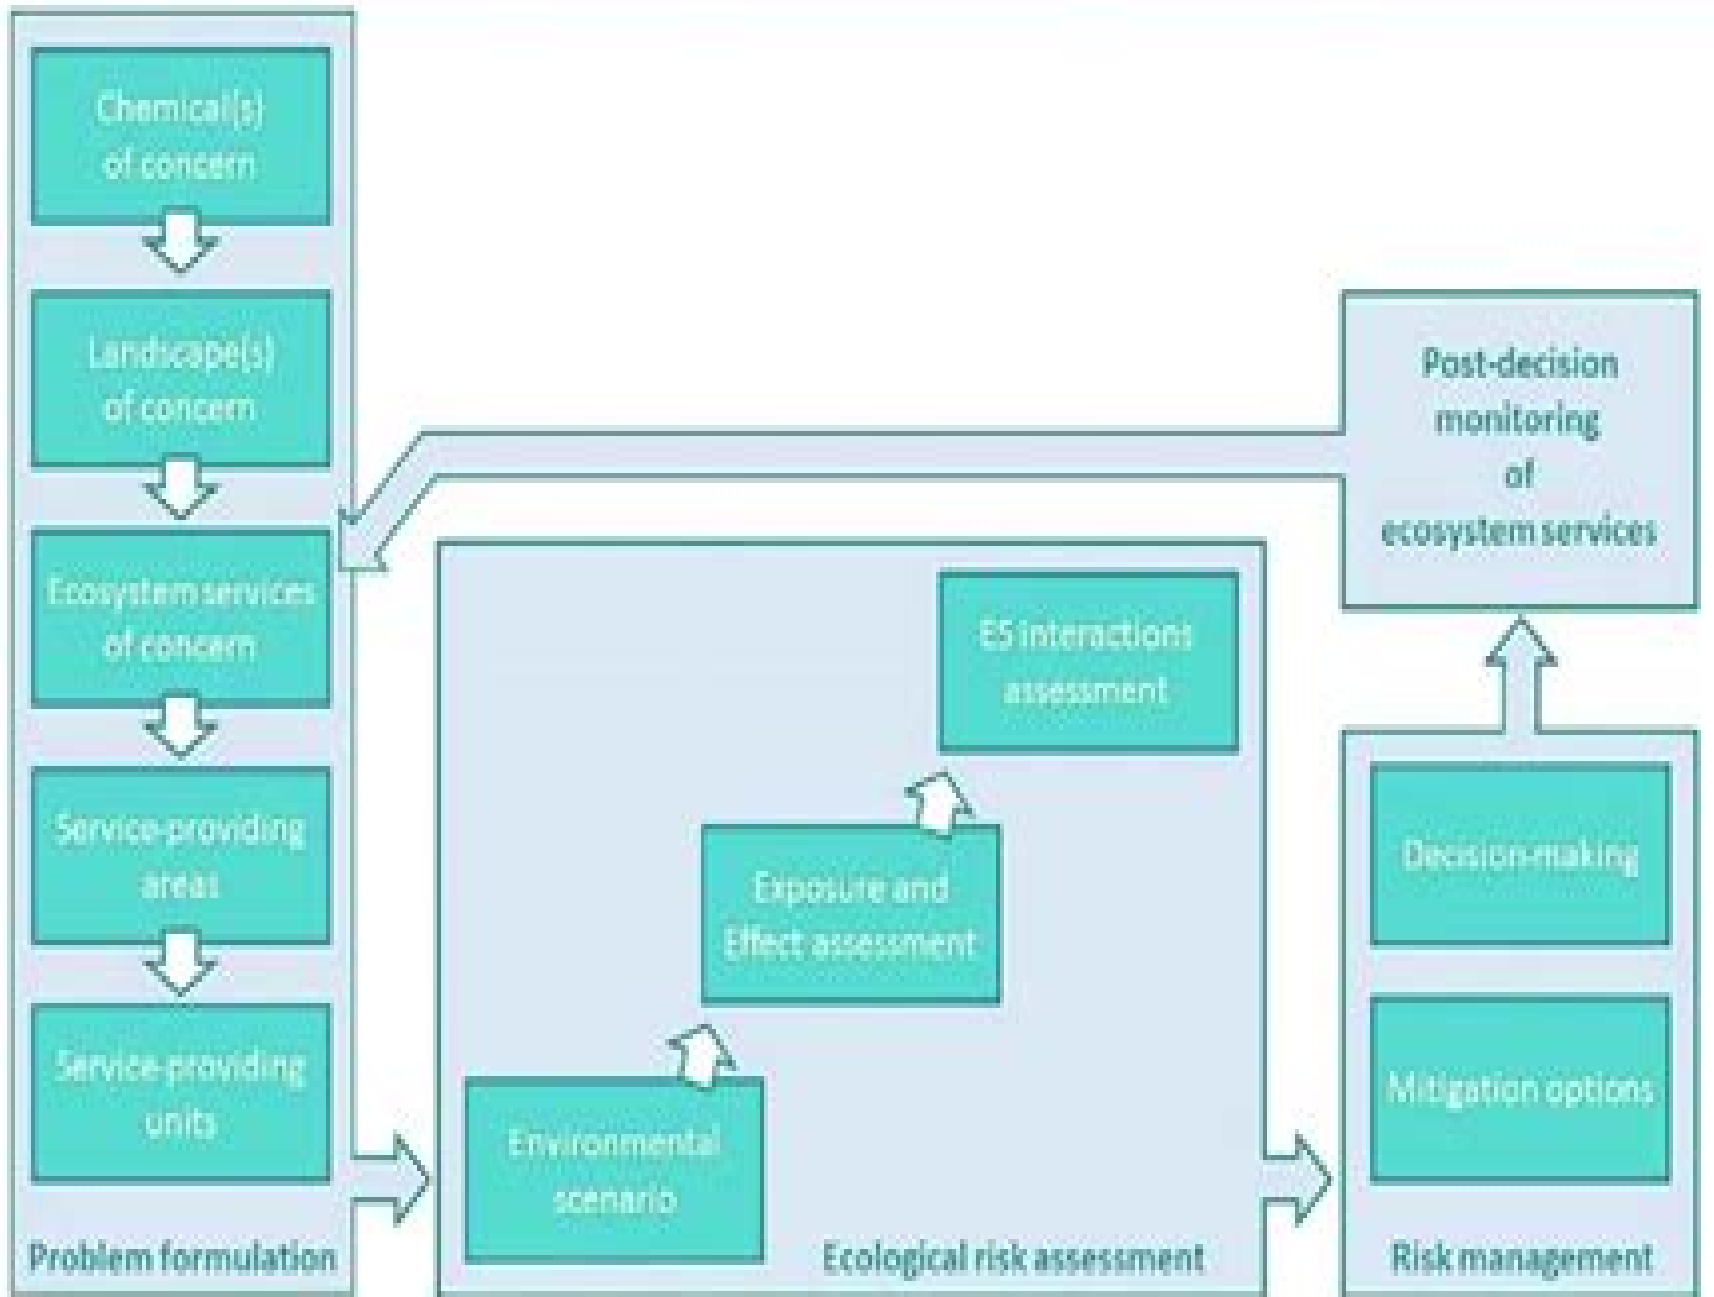 Chemical(s)
of concern
Landscape(s)
of concern
Ecosystem services
of concern
Service-providing
areas
Service-providing
units
Problem formulation
Environmental
scenario
Exposure and
Effect assessment
ES interactions
assessment
Ecological risk assessment
Decision-making
Mitigation options
Risk management
Post-decision
monitoring
of
ecosystem services